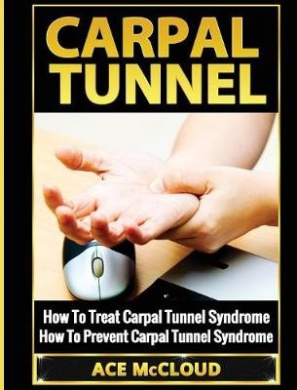 CARPAL
TUNNEL
How To Treat Carpal Tunnel Syndrome
How To Prevent Carpal Tunnel Syndrome
ACE McCLOUD